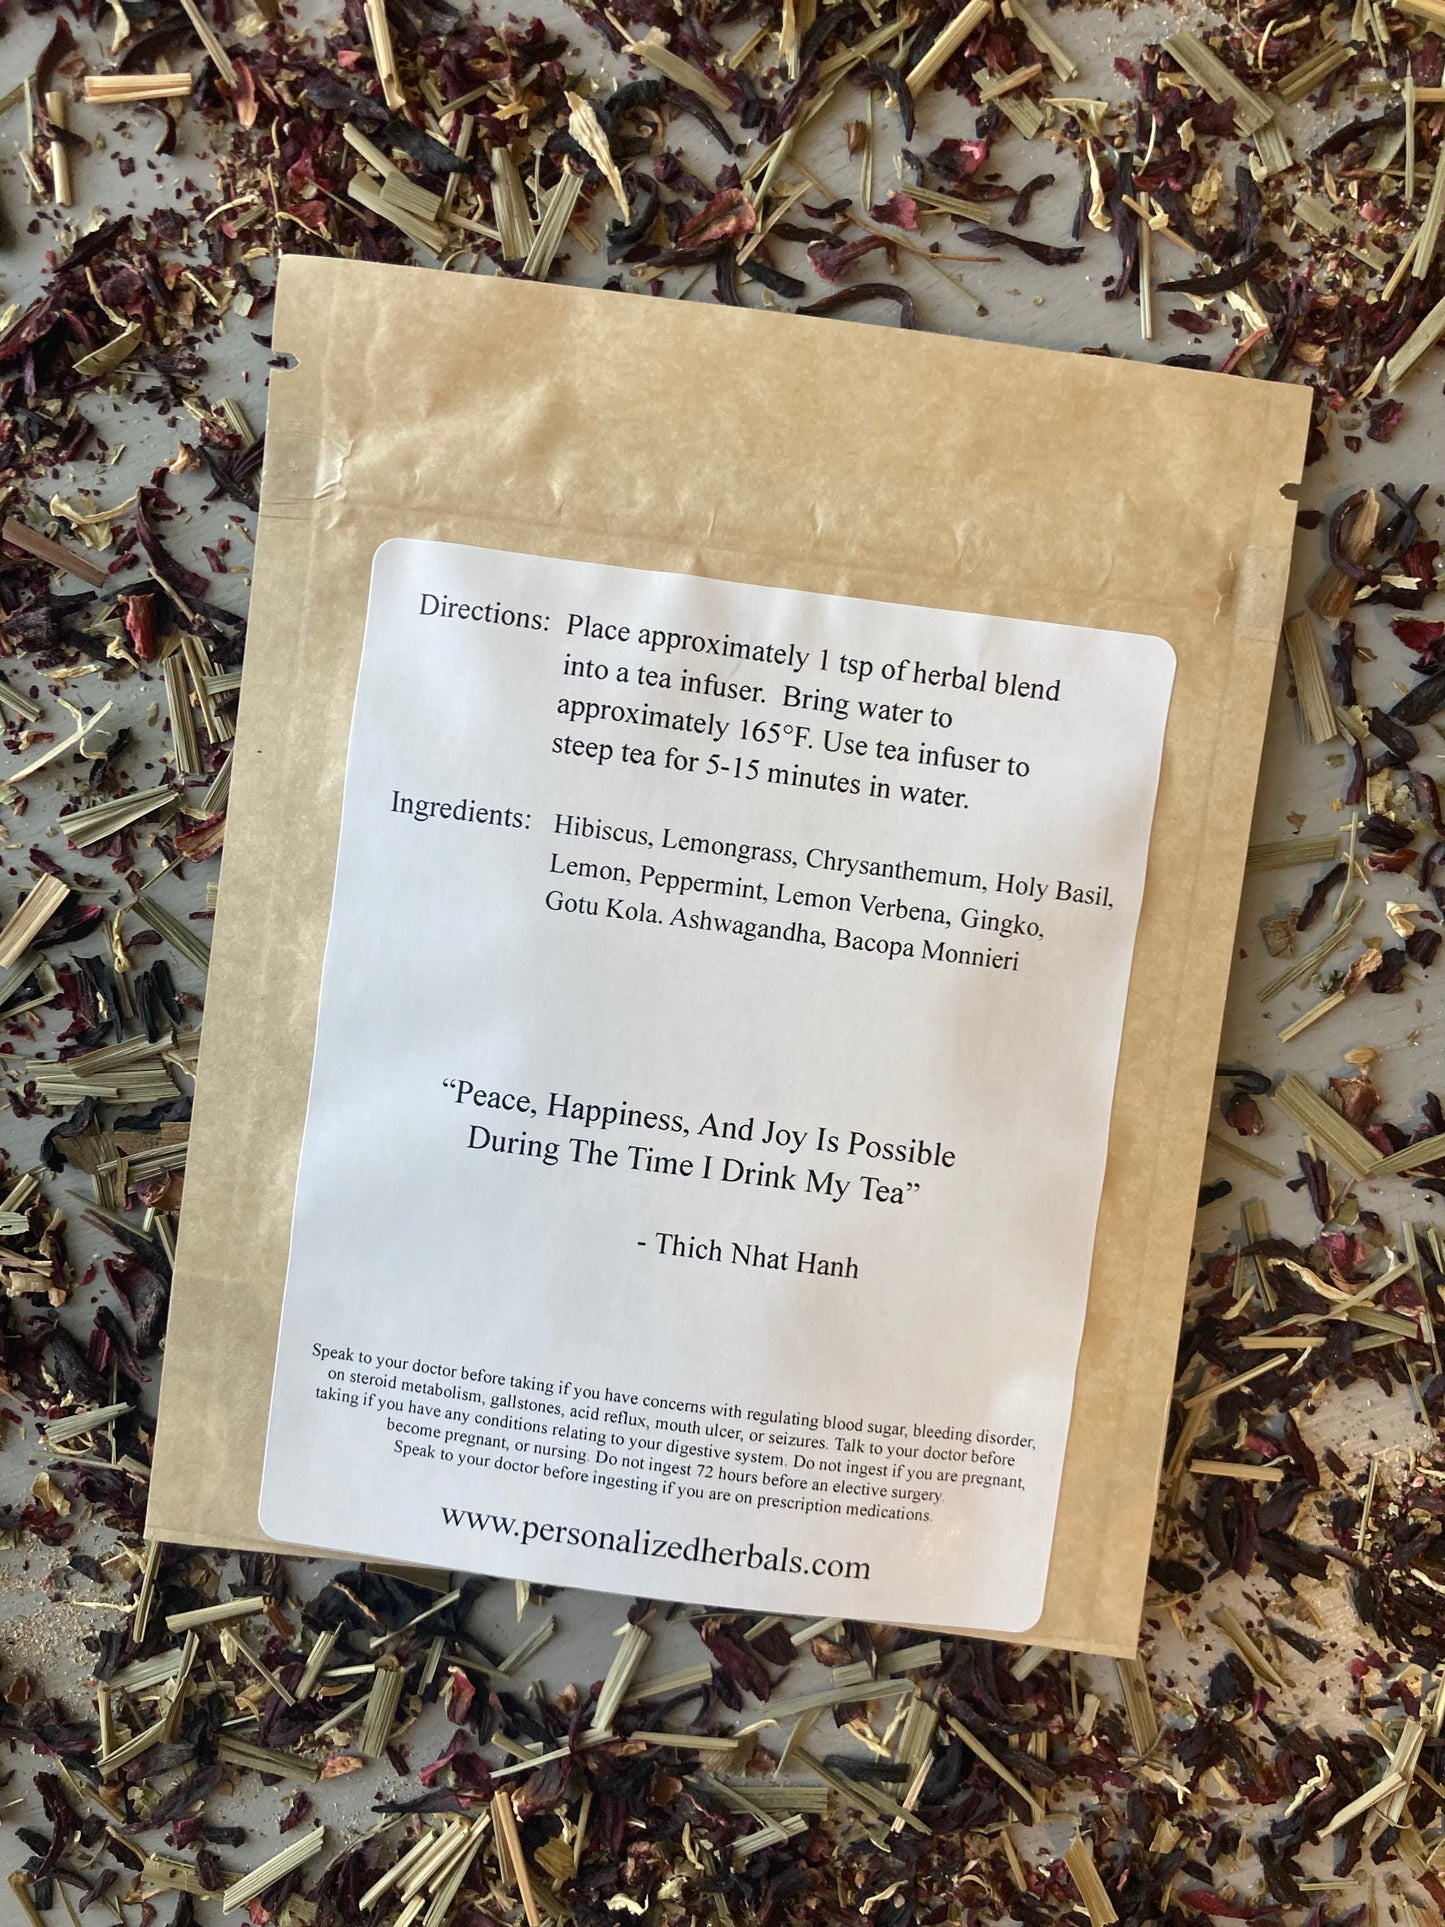 Directions: Place approximately 1 tsp of herbal blend
into a tea infuser. Bring water to
approximately 165°F. Use tea infuser to
steep tea for 5-15 minutes in water.
Ingredients: Hibiscus, Lemongrass, Chrysanthemum, Holy Basil,
Lemon, Peppermint, Lemon Verbena, Gingko,
Gotu Kola. Ashwagandha, Bacopa Monnieri
“Peace, Happiness, And Joy Is Possible
During The Time I Drink My Tea”
- Thich Nhat Hanh
Speak to your doctor before taking if you have concerns with regulating blood sugar, bleeding disorder,
on steroid metabolism, gallstones, acid reflux, mouth ulcer, or seizures. Talk to your doctor before
taking if you have any conditions relating to your digestive system. Do not ingest if you are pregnant,
become pregnant, or nursing. Do not ingest 72 hours before an elective surgery.
Speak to your doctor before ingesting if you are on prescription medications.
www.personalizedherbals.com